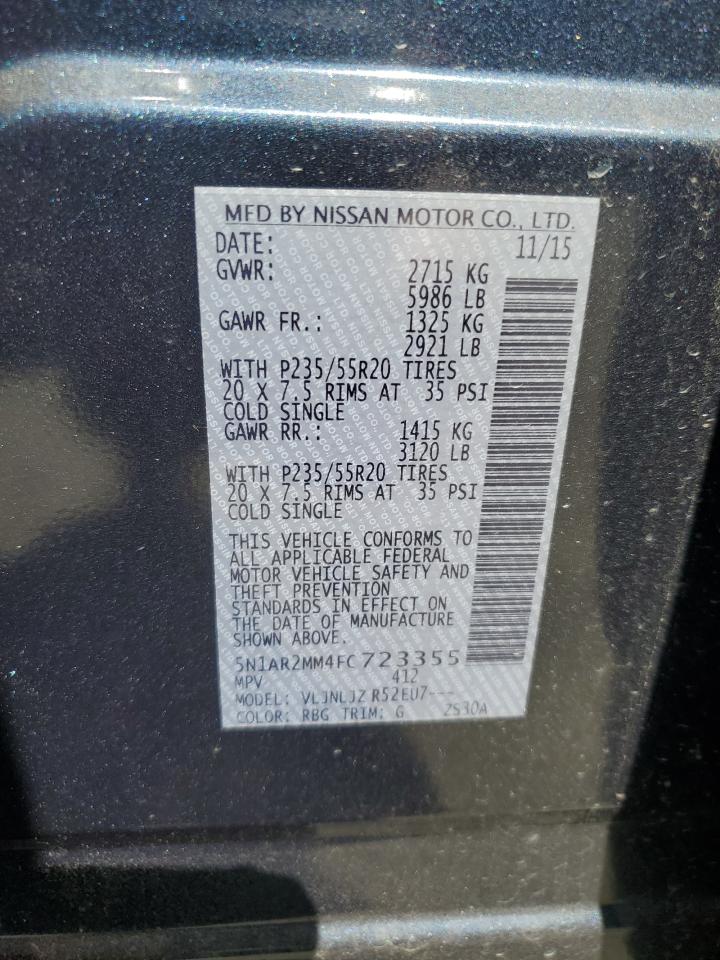 MFD BY NISSAN MOTOR CO., LTD.
DATE: 11/15
GVWR: 2715 KG
5986 LB
GAWR FR.: 1325 KG
2921 LB
WITH P235/55R20 TIRES
20 X 7.5 RIMS AT 35 PSI
COLD SINGLE
GAWR RR.: 1415 KG
3120 LB
WITH P235/55R20 TIRES
20 X 7.5 RIMS AT 35 PSI
COLD SINGLE
THIS VEHICLE CONFORMS TO
ALL APPLICABLE FEDERAL
MOTOR VEHICLE SAFETY AND
THEFT PREVENTION
STANDARDS IN EFFECT ON
THE DATE OF MANUFACTURE
SHOWN ABOVE.
5N1AR2MM4FC723355
MPV 412
MODEL: VLJNLJZ R52EU7---
COLOR: RBG TRIM: G 2S30A